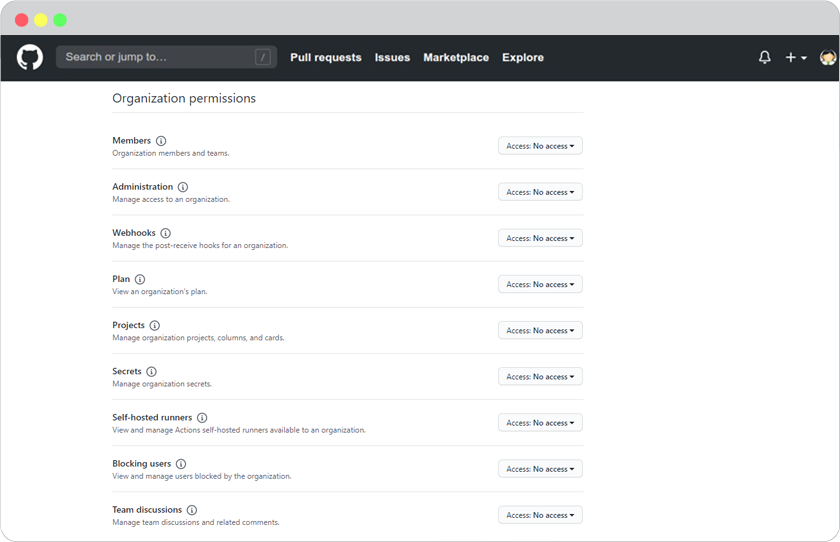 Search or jump to… / Pull requests Issues Marketplace Explore
Organization permissions
Members
Organization members and teams.
Access: No access
Administration
Manage access to an organization.
Access: No access
Webhooks
Manage the post-receive hooks for an organization.
Access: No access
Plan
View an organization's plan.
Access: No access
Projects
Manage organization projects, columns, and cards.
Access: No access
Secrets
Manage organization secrets.
Access: No access
Self-hosted runners
View and manage Actions self-hosted runners available to an organization.
Access: No access
Blocking users
View and manage users blocked by the organization.
Access: No access
Team discussions
Manage team discussions and related comments.
Access: No access